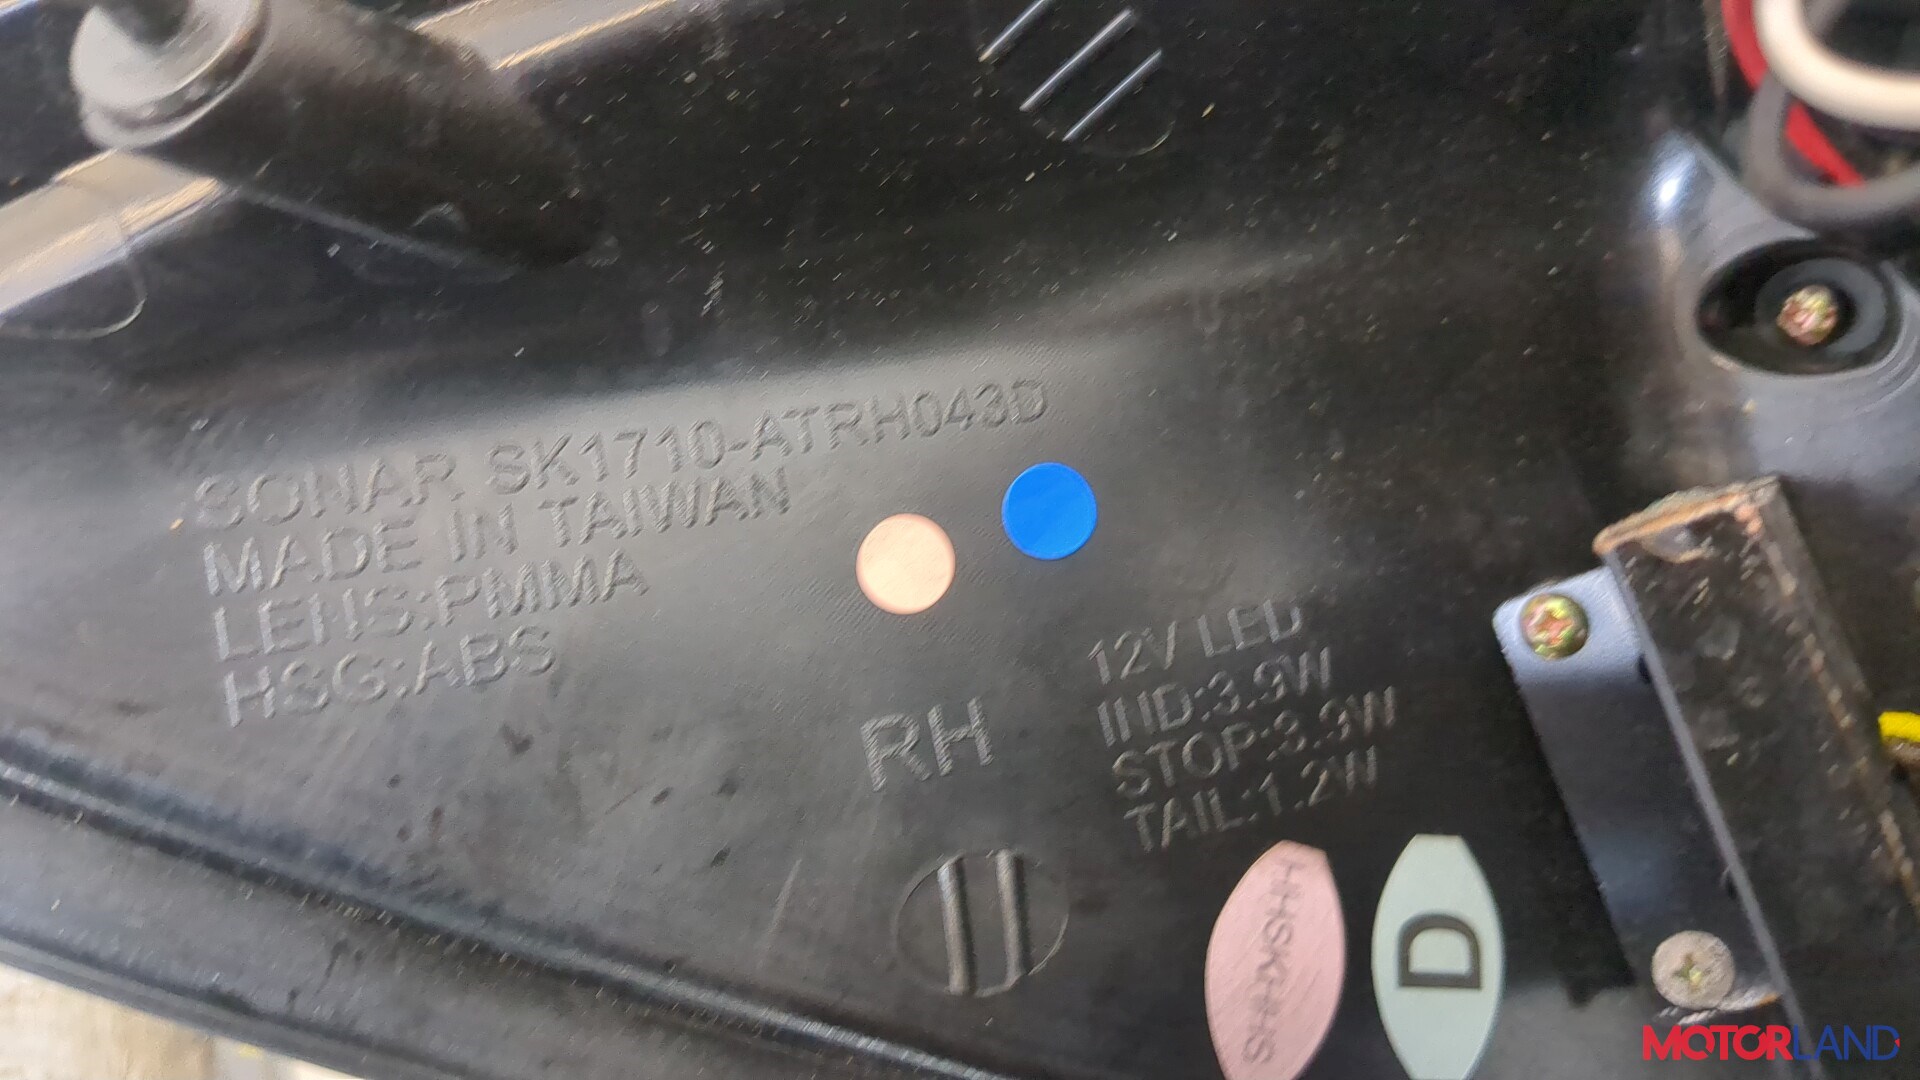 SONAR SK1710-ATRH043D
MADE IN TAIWAN
LENS:PMMA
HSG:ABS
RH
12V LED
IND:3.9W
STOP:3.9W
TAIL:1.2W
D
MOTORLAND